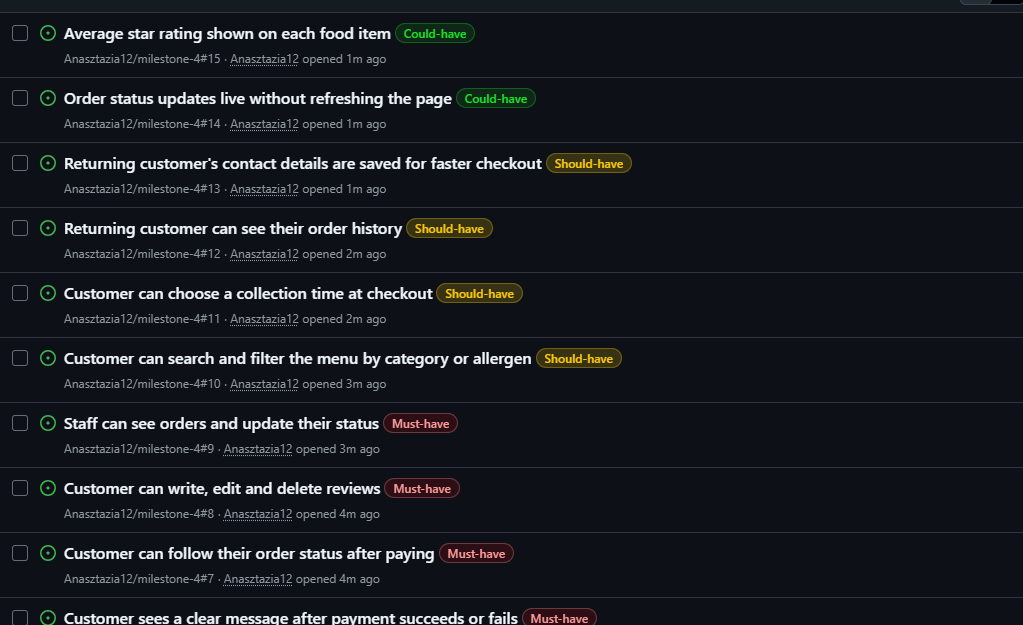 Average star rating shown on each food item Could-have
Anasztazia12/milestone-4#15 · Anasztazia12 opened 1m ago
Order status updates live without refreshing the page Could-have
Anasztazia12/milestone-4#14 · Anasztazia12 opened 1m ago
Returning customer's contact details are saved for faster checkout Should-have
Anasztazia12/milestone-4#13 · Anasztazia12 opened 1m ago
Returning customer can see their order history Should-have
Anasztazia12/milestone-4#12 · Anasztazia12 opened 2m ago
Customer can choose a collection time at checkout Should-have
Anasztazia12/milestone-4#11 · Anasztazia12 opened 2m ago
Customer can search and filter the menu by category or allergen Should-have
Anasztazia12/milestone-4#10 · Anasztazia12 opened 3m ago
Staff can see orders and update their status Must-have
Anasztazia12/milestone-4#9 · Anasztazia12 opened 3m ago
Customer can write, edit and delete reviews Must-have
Anasztazia12/milestone-4#8 · Anasztazia12 opened 4m ago
Customer can follow their order status after paying Must-have
Anasztazia12/milestone-4#7 · Anasztazia12 opened 4m ago
Customer sees a clear message after payment succeeds or fails Must-have